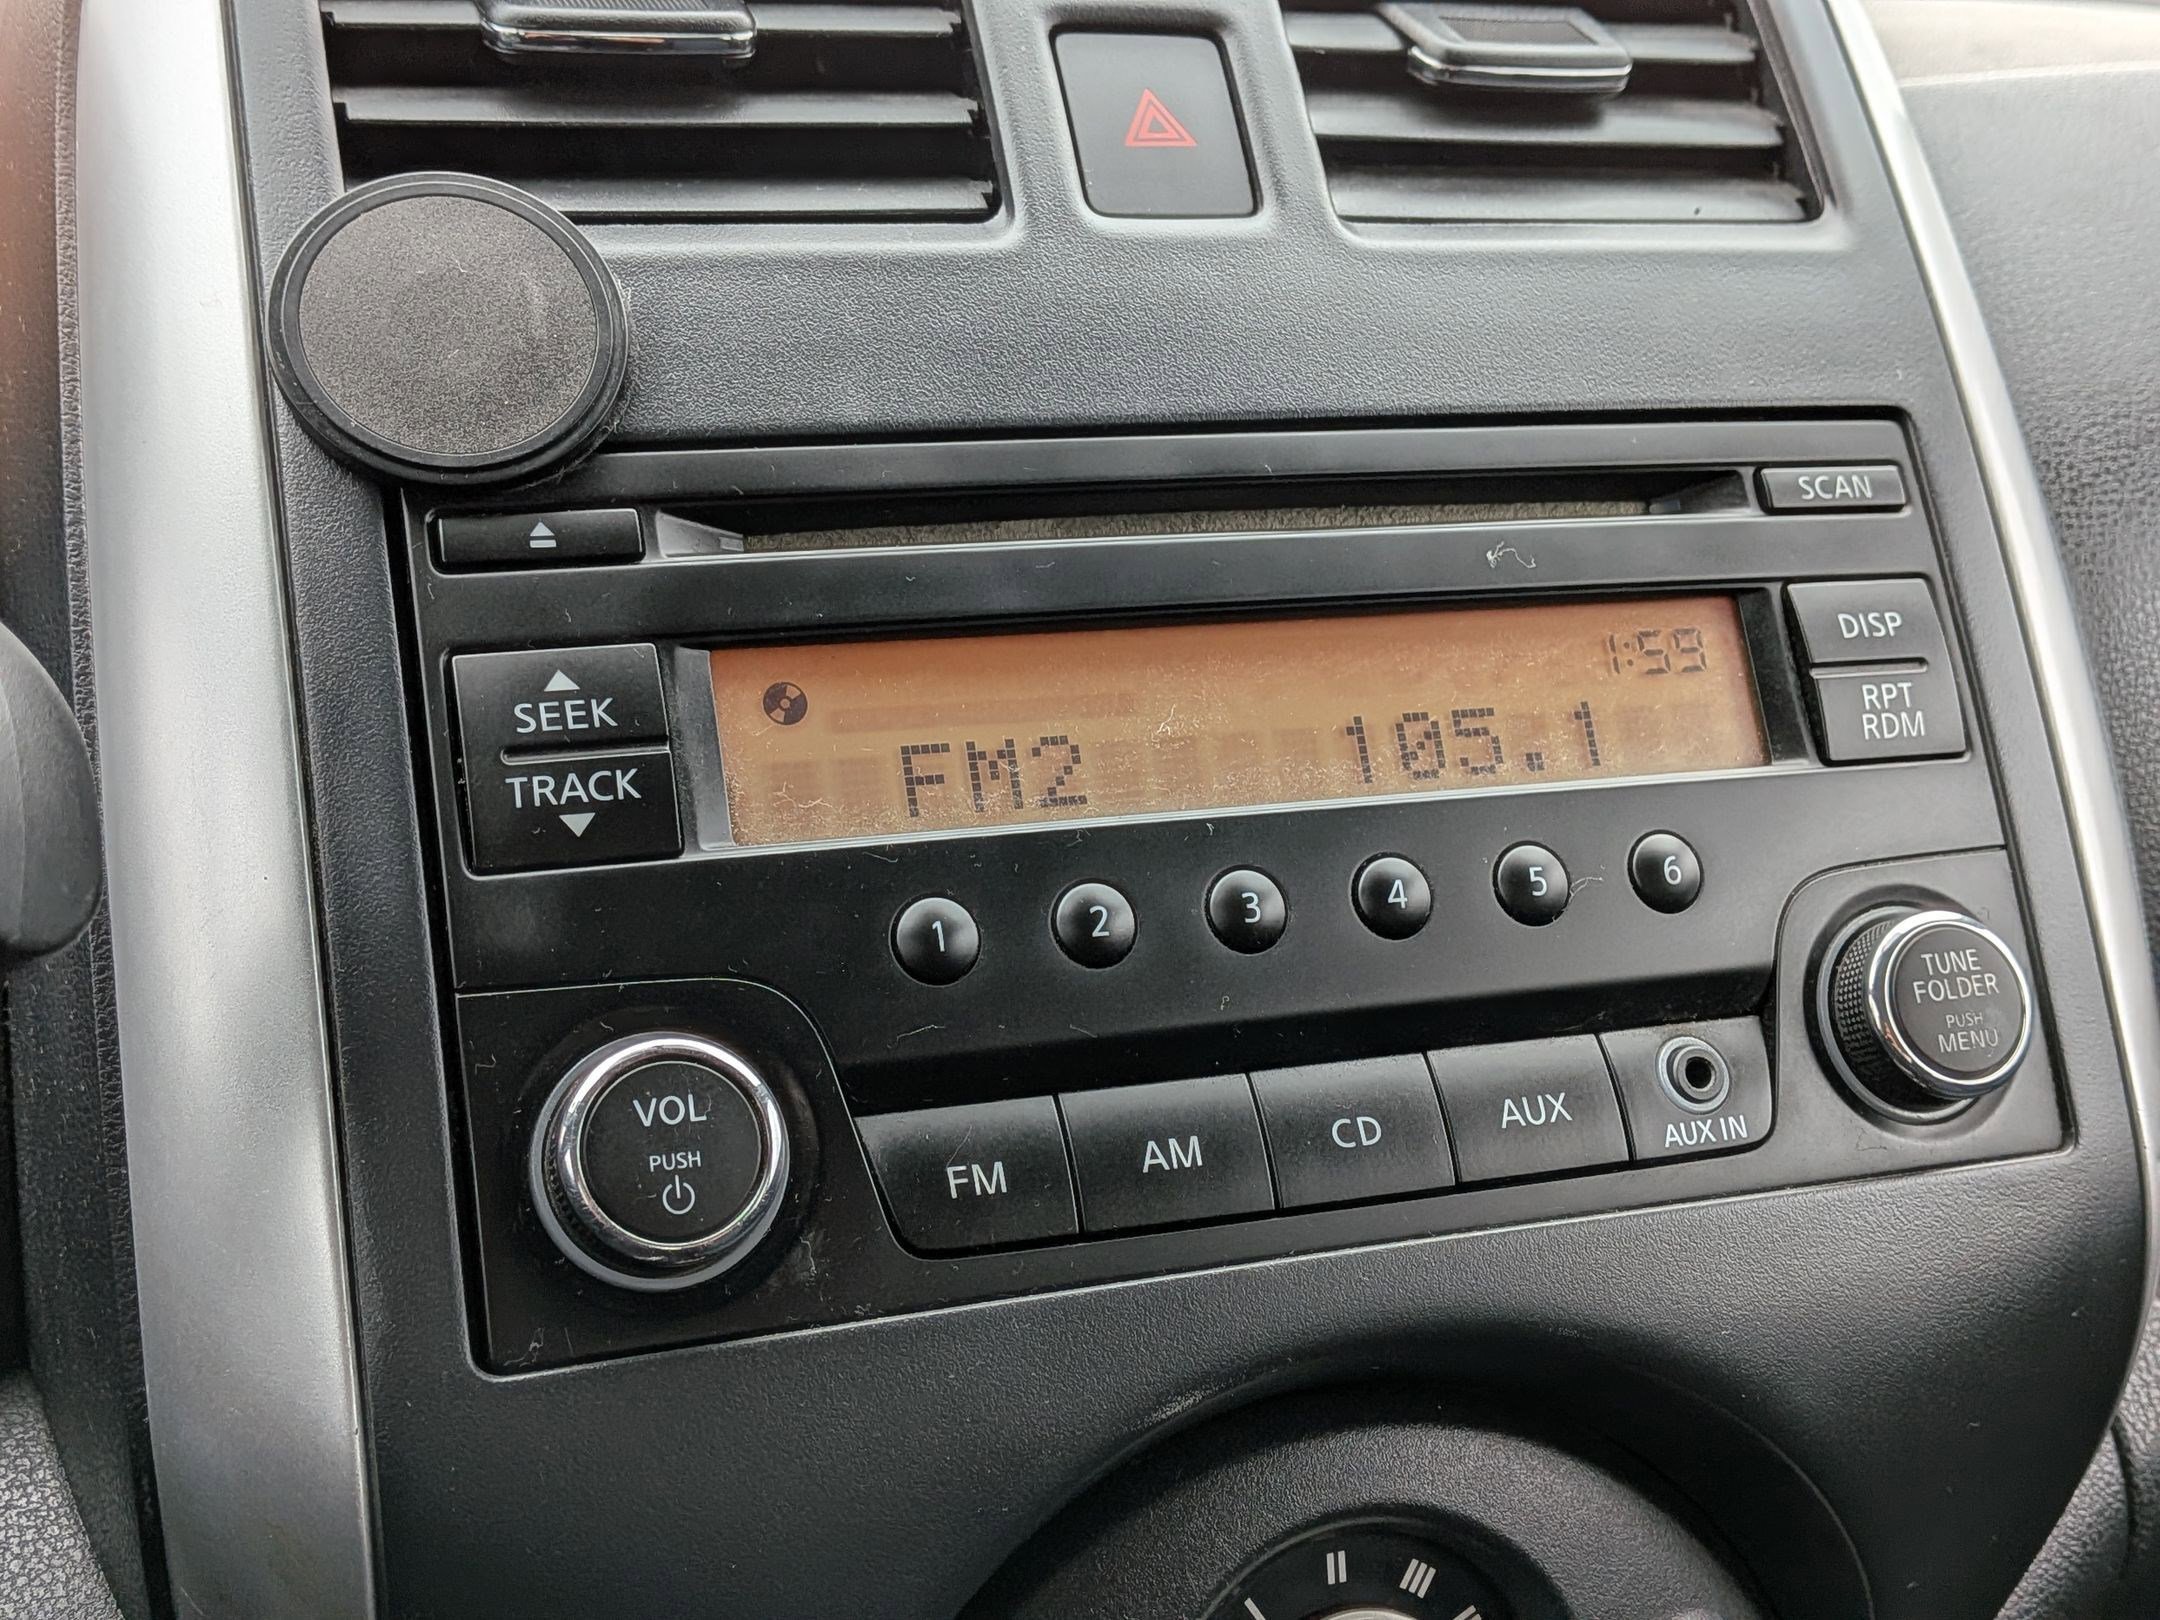 SCAN
1:59
FM2 105.1
SEEK
TRACK
DISP
RPT
RDM
1 2 3 4 5 6
VOL
PUSH
FM AM CD AUX
AUX IN
TUNE
FOLDER
PUSH
MENU